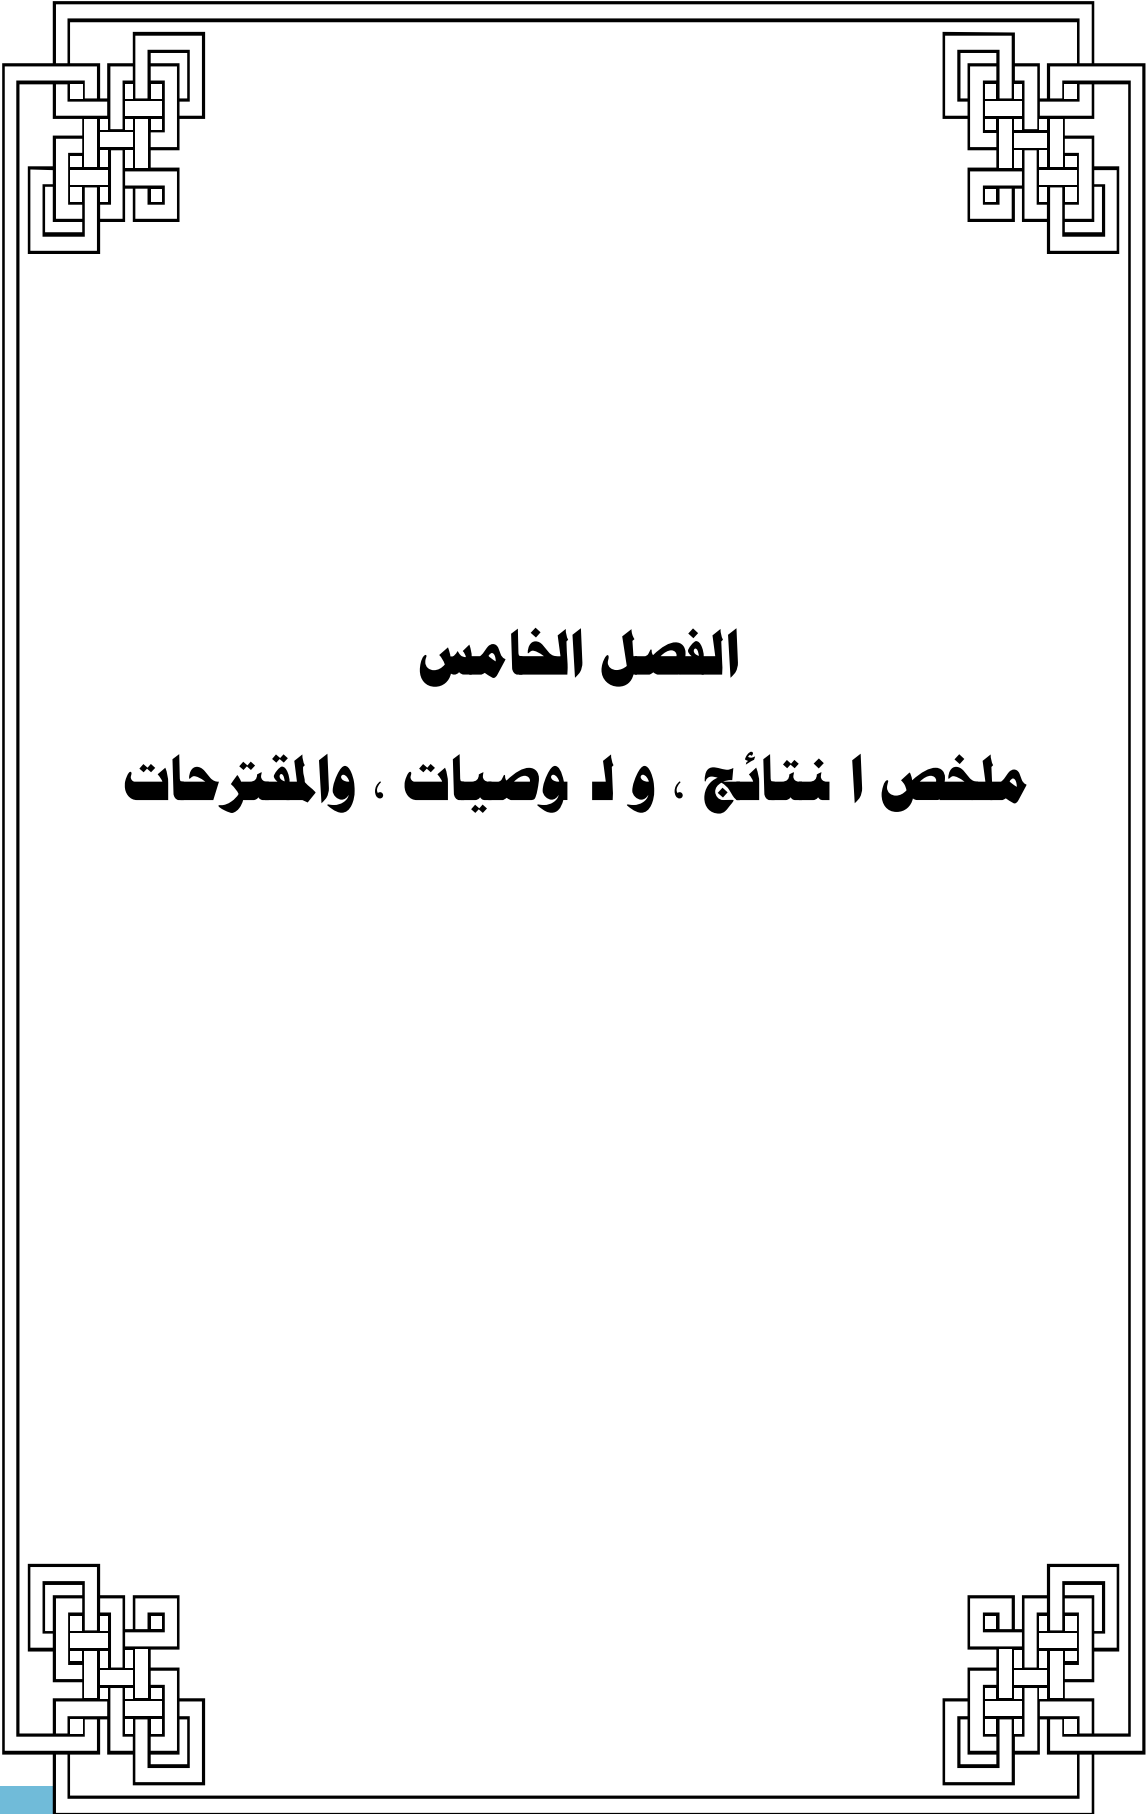 الفصل الخامس
ملخص ا نتائج ، و لـ وصيات ، والمقترحات